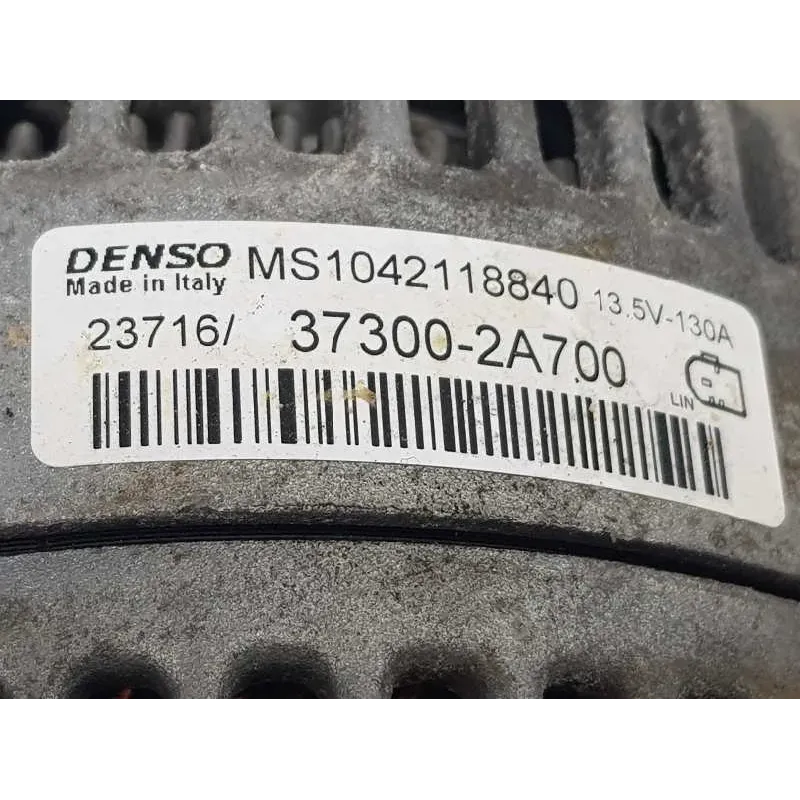 DENSO MS1042118840 13.5V-130A
Made in Italy
23716/ 37300-2A700
LIN